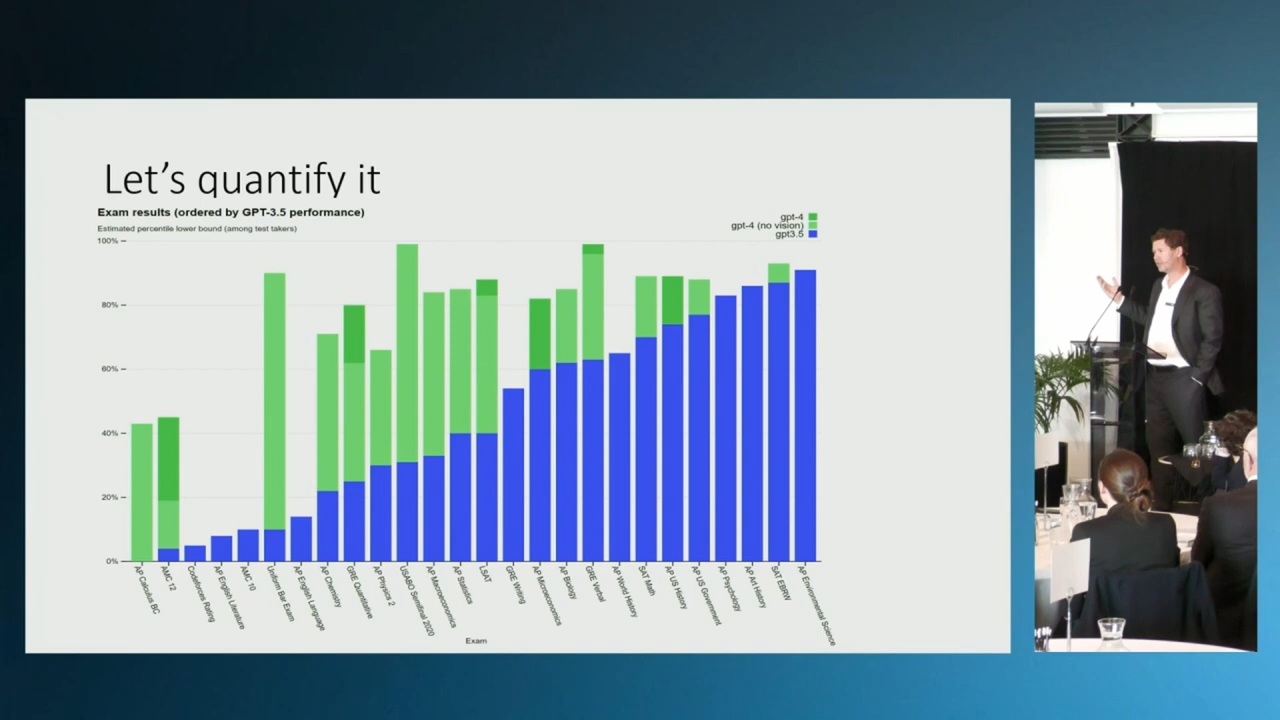 Let's quantify it
Exam results (ordered by GPT-3.5 performance)
Estimated percentile lower bound (among test takers)
gpt-4
gpt-4 (no vision)
gpt3.5
100%
80%
60%
40%
20%
0%
AP Calculus BC
AMC 12
Codeforces Rating
AP English Literature
AMC 10
Uniform Bar Exam
AP English Language
AP Chemistry
GRE Quantitative
AP Physics 2
USABO Semifinal 2020
AP Macroeconomics
AP Statistics
LSAT
GRE Writing
AP Microeconomics
AP Biology
GRE Verbal
AP World History
SAT Math
AP US History
AP US Government
AP Psychology
AP Art History
SAT EBRW
AP Environmental Science
Exam